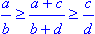 a/b ≥ (a + c)/(b + d) ≥ c/d